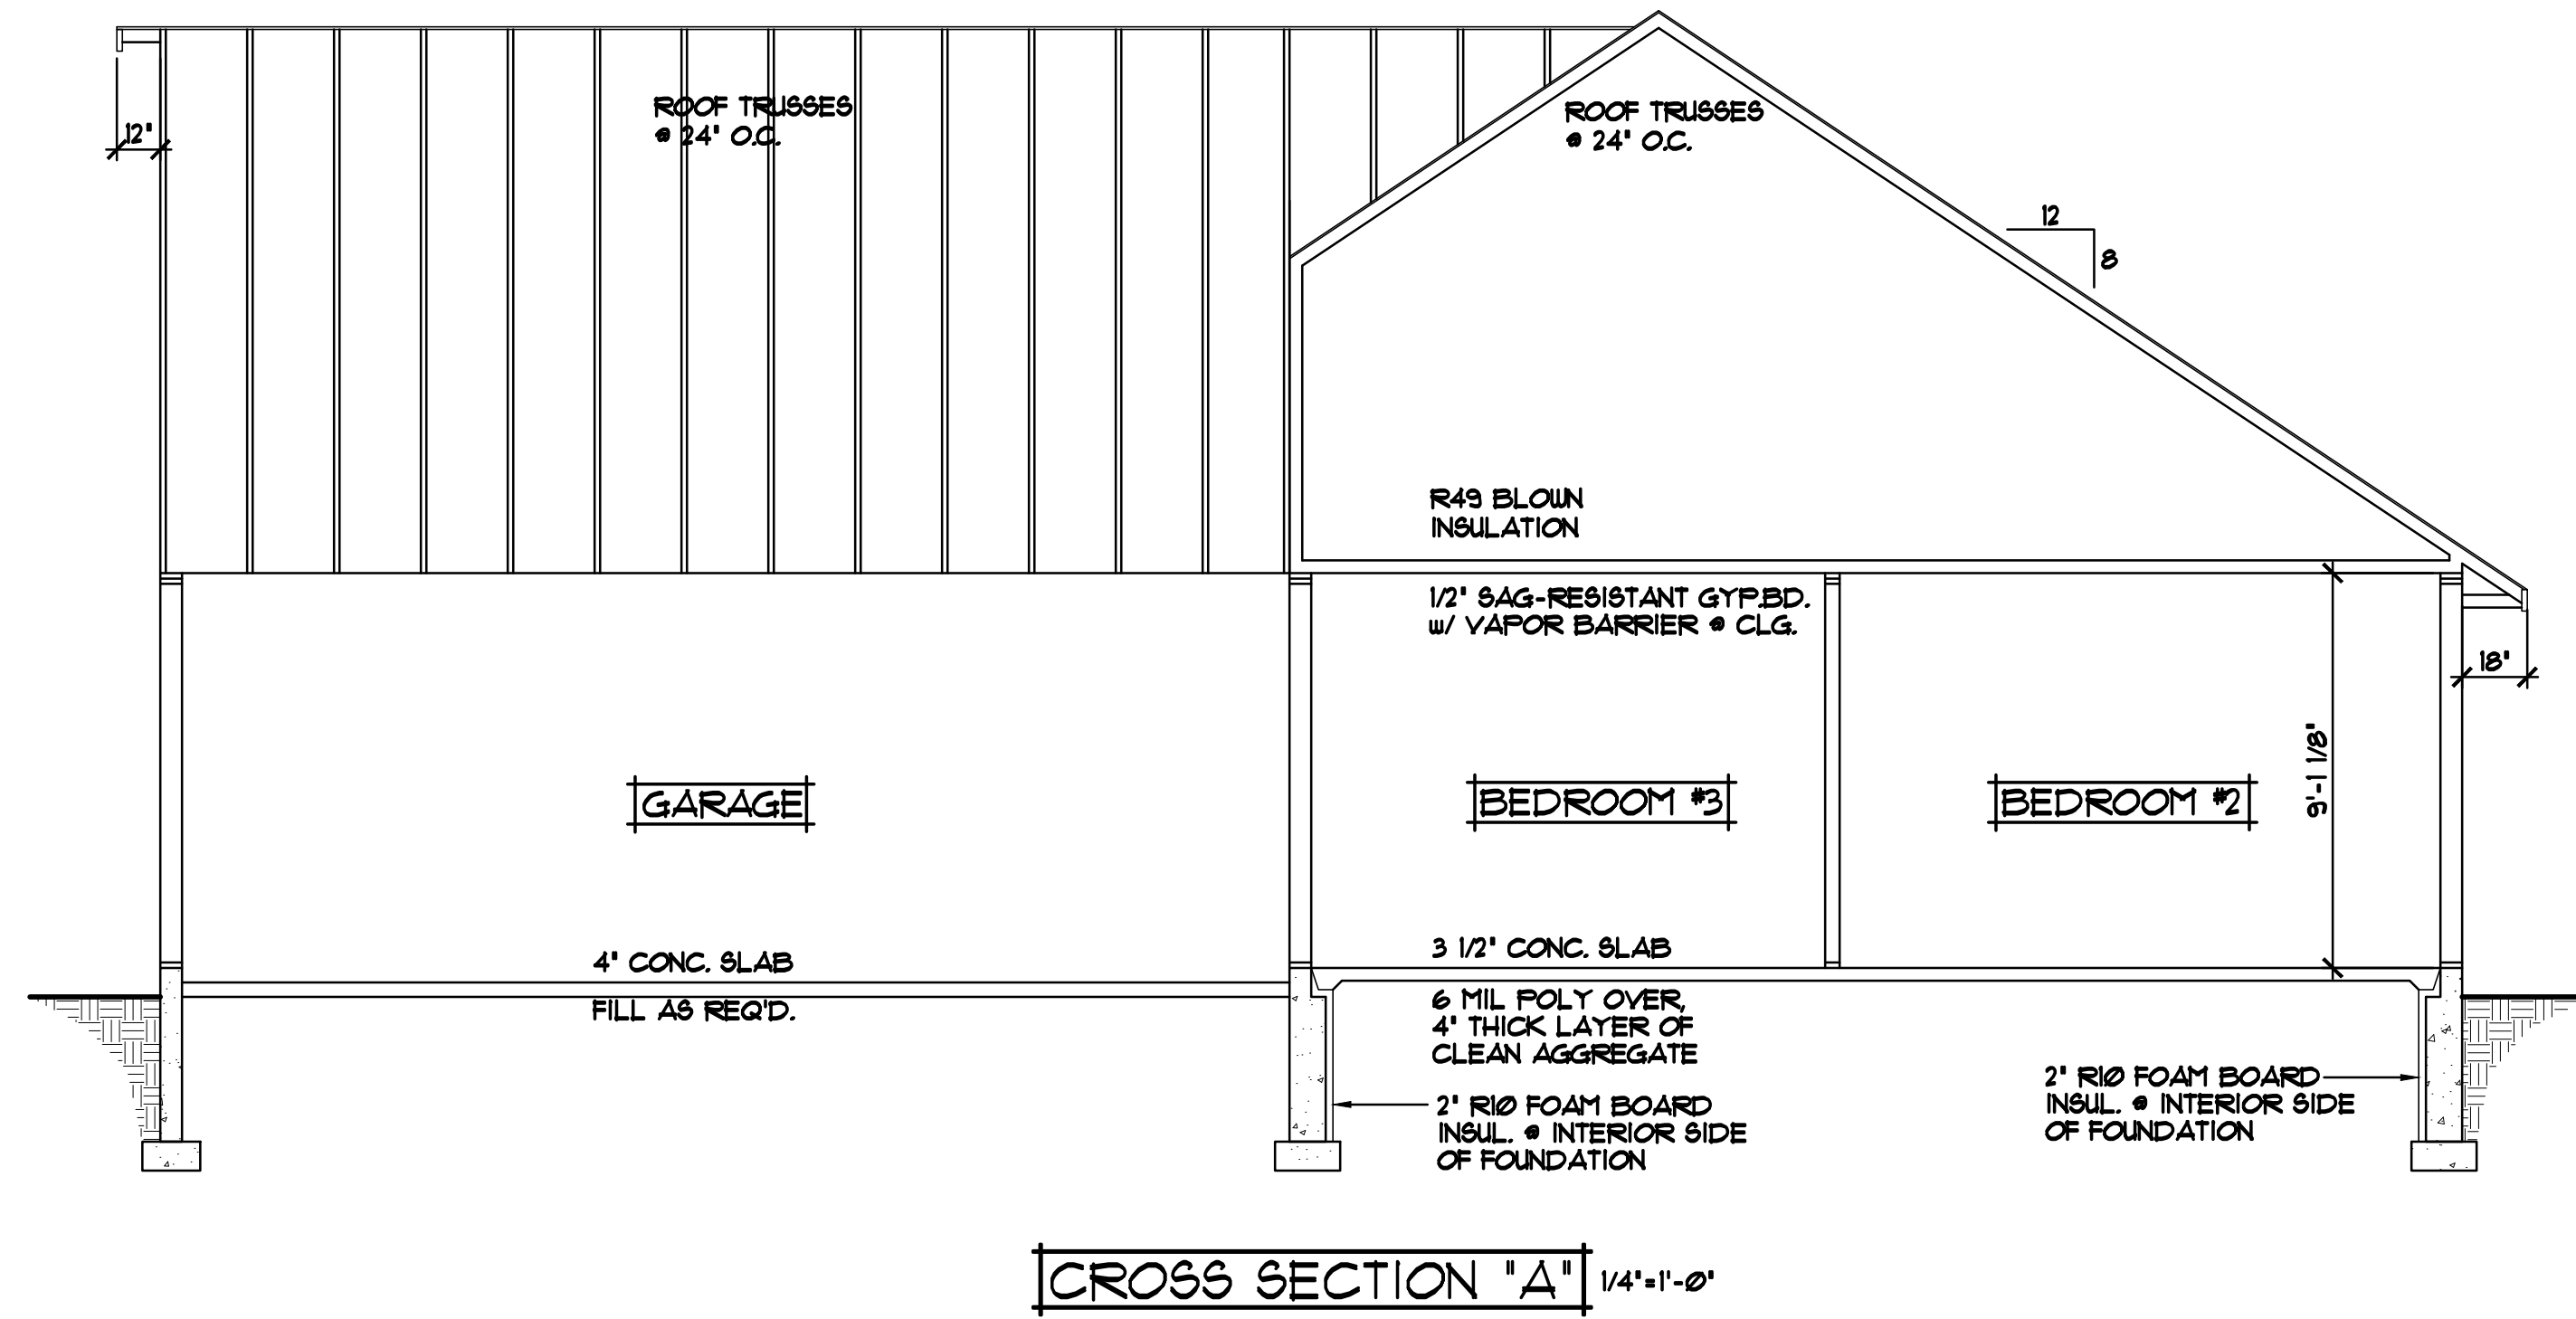 ROOF TRUSSES
@ 24" O.C.
ROOF TRUSSES
@ 24" O.C.
12"
12
8
R49 BLOWN
INSULATION
1/2" SAG-RESISTANT GYP.BD.
W/ VAPOR BARRIER @ CLG.
18"
9'-1 1/8"
GARAGE
BEDROOM #3
BEDROOM #2
4" CONC. SLAB
FILL AS REQ'D.
3 1/2" CONC. SLAB
6 MIL POLY OVER,
4" THICK LAYER OF
CLEAN AGGREGATE
2" R10 FOAM BOARD
INSUL. @ INTERIOR SIDE
OF FOUNDATION
2" R10 FOAM BOARD
INSUL. @ INTERIOR SIDE
OF FOUNDATION
CROSS SECTION "A" 1/4"=1'-0"